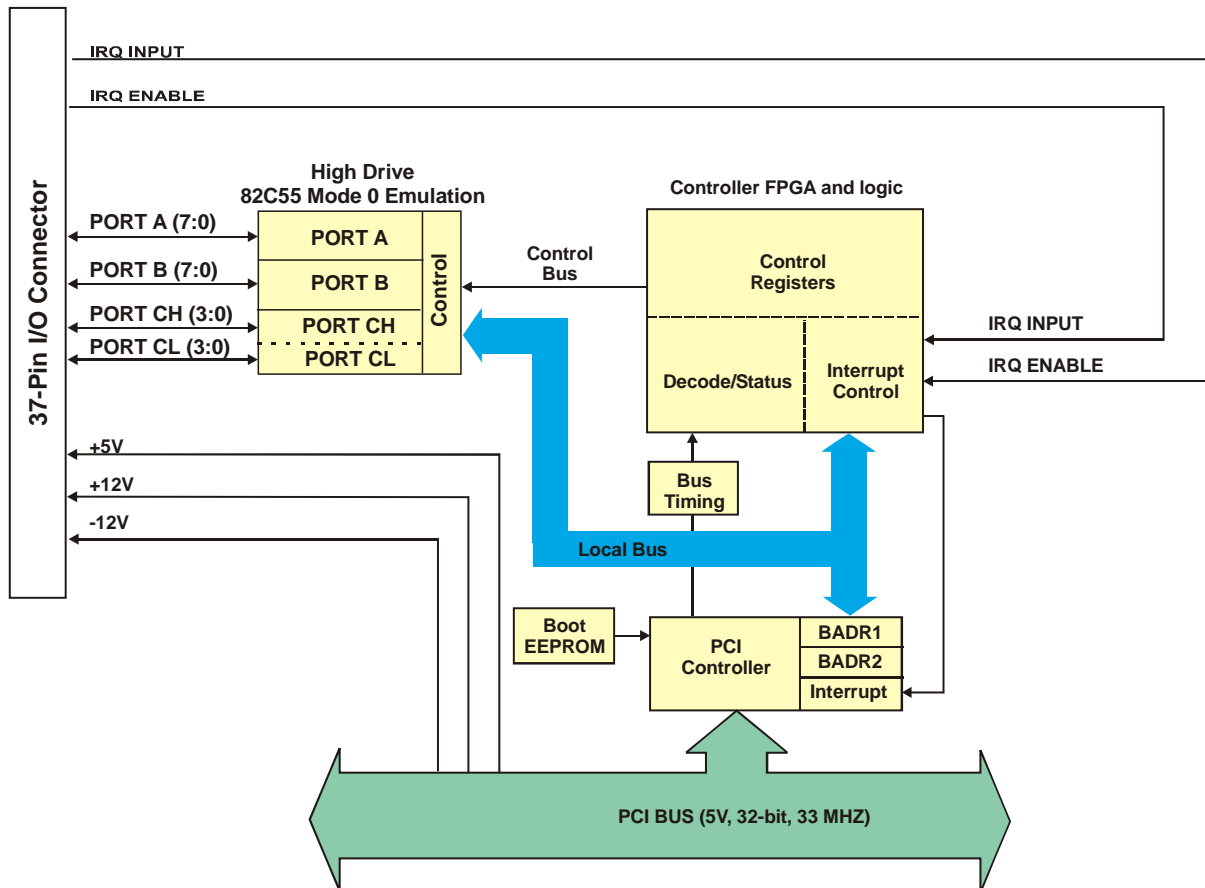 37-Pin I/O Connector
IRQ INPUT
IRQ ENABLE
High Drive
82C55 Mode 0 Emulation
Controller FPGA and logic
PORT A (7:0)
PORT B (7:0)
PORT CH (3:0)
PORT CL (3:0)
PORT A
PORT B
PORT CH
PORT CL
Control
Control
Bus
Control
Registers
Decode/Status
Interrupt
Control
IRQ INPUT
IRQ ENABLE
+5V
+12V
-12V
Bus
Timing
Local Bus
Boot
EEPROM
PCI
Controller
BADR1
BADR2
Interrupt
PCI BUS (5V, 32-bit, 33 MHZ)